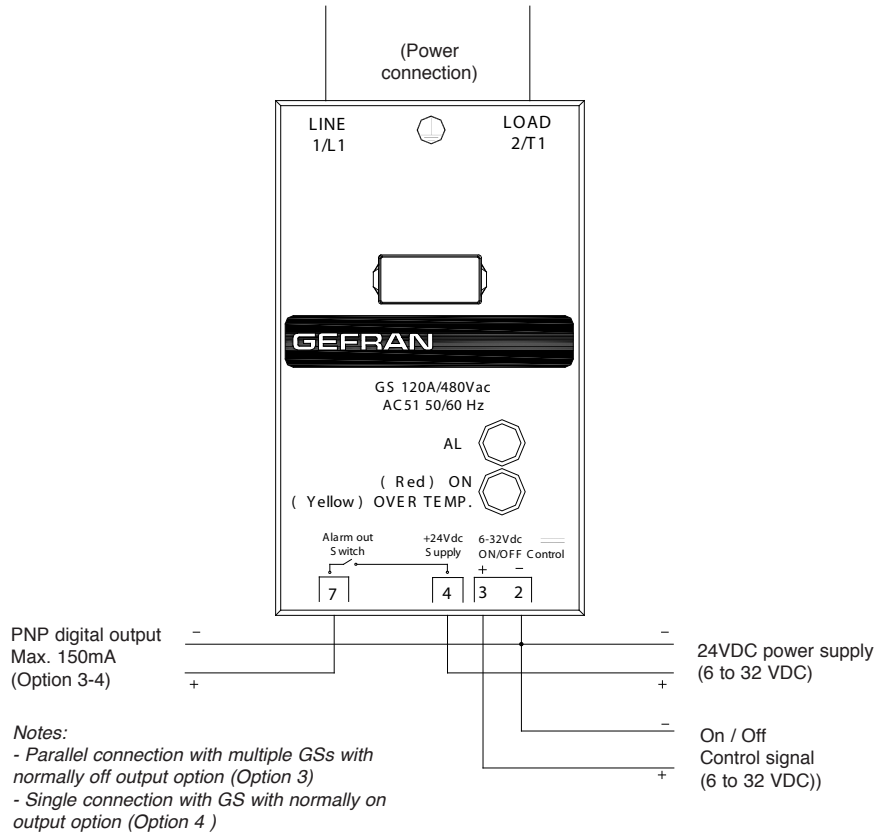 (Power
connection)
LINE
1/L1
LOAD
2/T1
GEFRAN
GS 120A/480Vac
AC51 50/60 Hz
AL
( Red) ON
( Yellow) OVER TEMP.
Alarm out
Switch
+24Vdc
Supply
6-32Vdc
ON/OFF Control
+ −
7
4
3 2
PNP digital output
Max. 150mA
(Option 3-4)
−
+
−
+
24VDC power supply
(6 to 32 VDC)
−
+
On / Off
Control signal
(6 to 32 VDC))
Notes:
- Parallel connection with multiple GSs with
normally off output option (Option 3)
- Single connection with GS with normally on
output option (Option 4 )